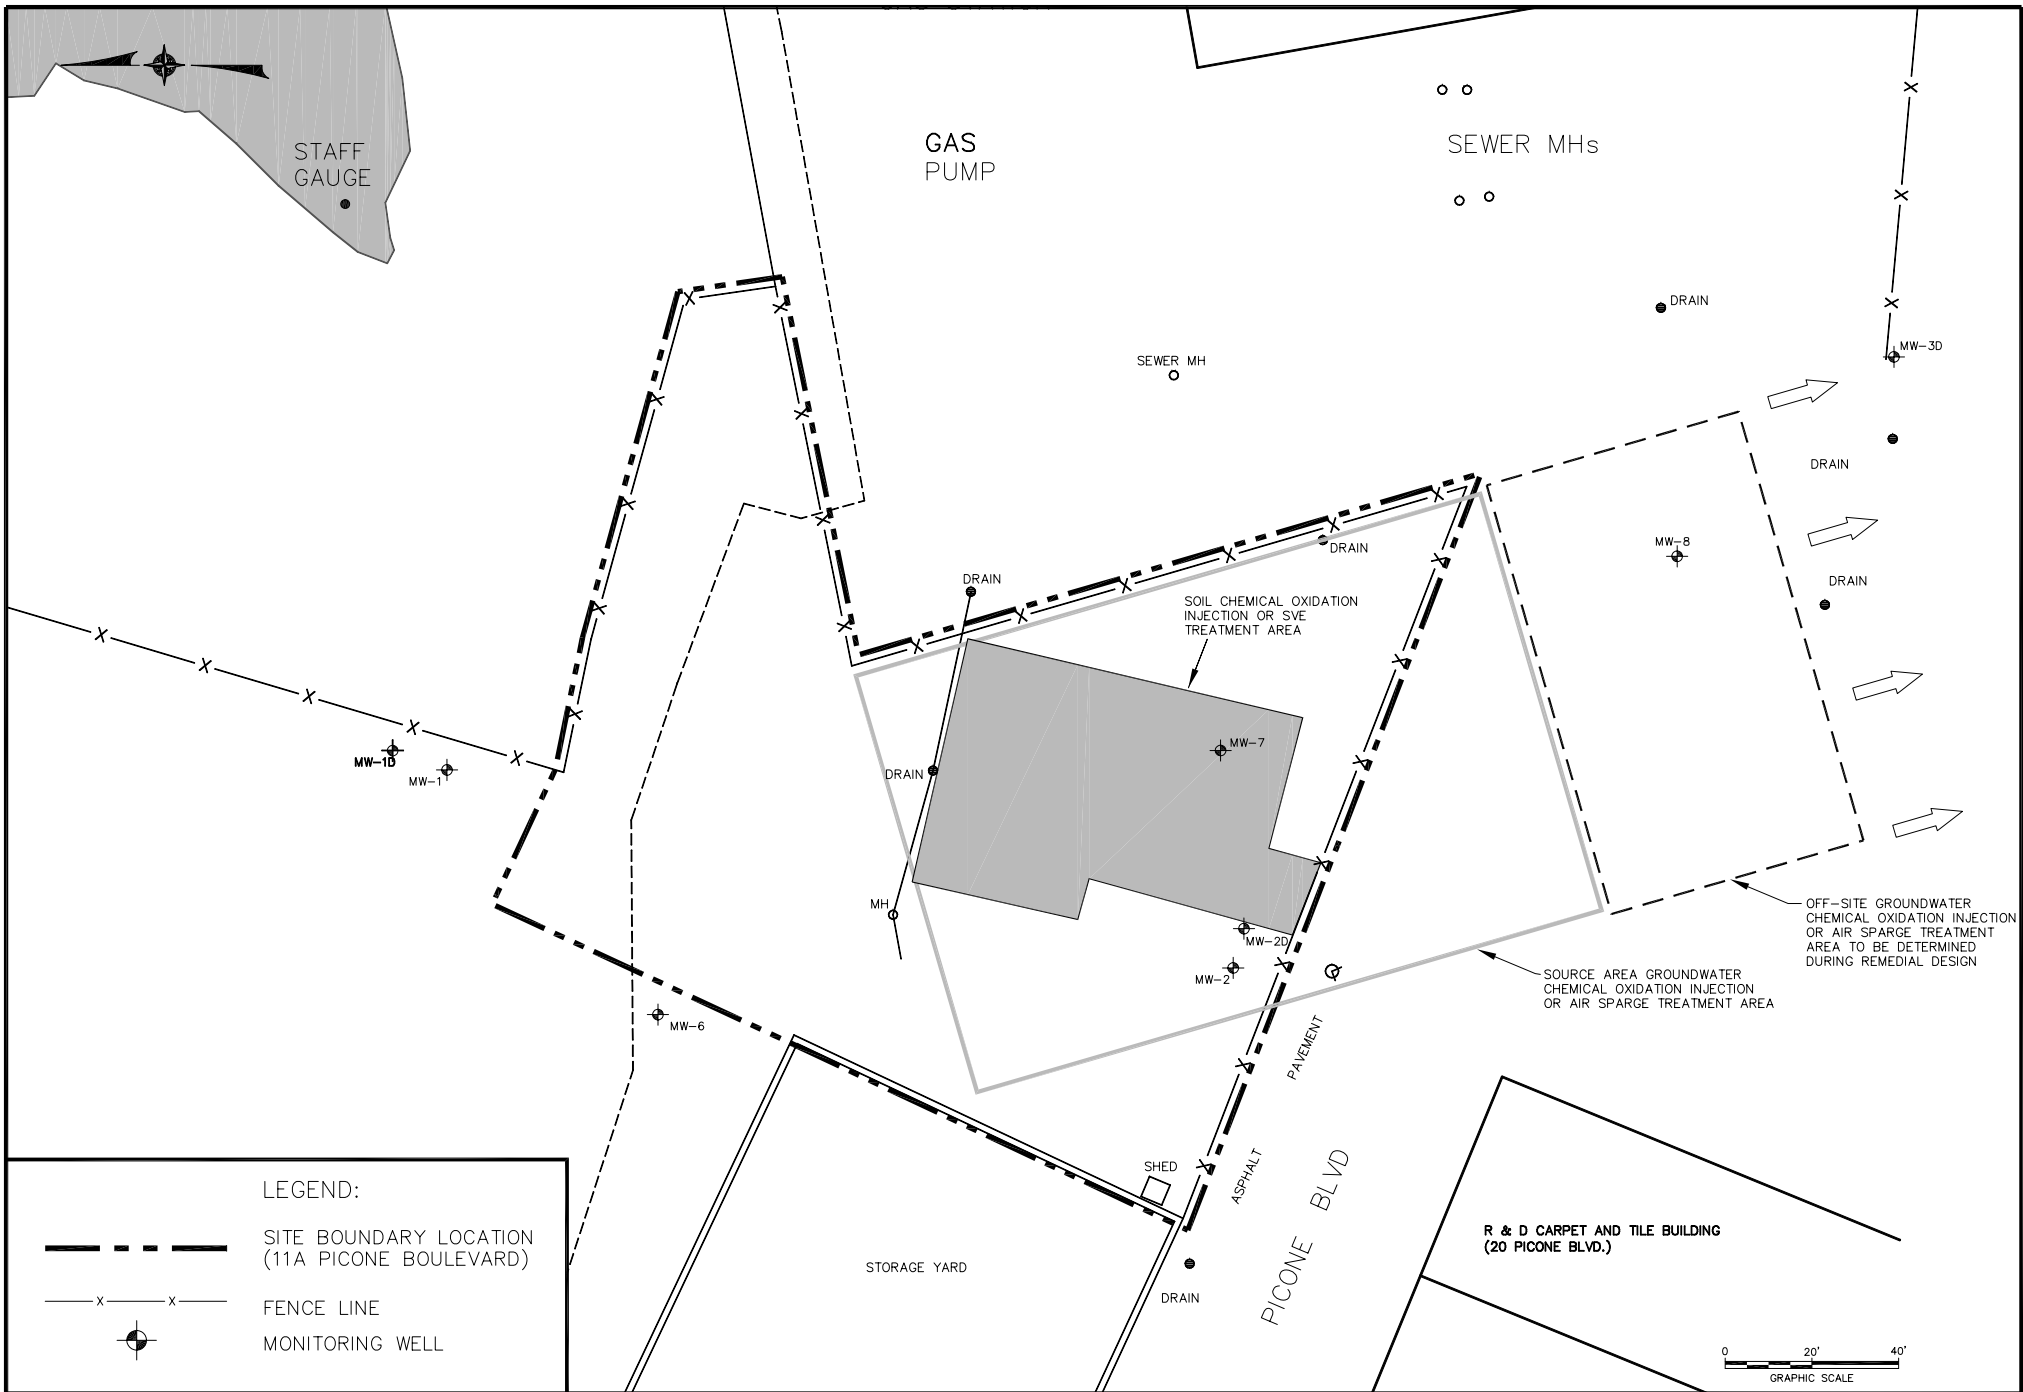 STAFF
GAUGE
GAS
PUMP
SEWER MHs
DRAIN
MW-3D
SEWER MH
DRAIN
MW-8
DRAIN
DRAIN
DRAIN
SOIL CHEMICAL OXIDATION
INJECTION OR SVE
TREATMENT AREA
MW-7
MW-1D
MW-1
DRAIN
MH
MW-2D
MW-2
OFF-SITE GROUNDWATER
CHEMICAL OXIDATION INJECTION
OR AIR SPARGE TREATMENT
AREA TO BE DETERMINED
DURING REMEDIAL DESIGN
SOURCE AREA GROUNDWATER
CHEMICAL OXIDATION INJECTION
OR AIR SPARGE TREATMENT AREA
MW-6
ASPHALT PAVEMENT
SHED
PICONE BLVD
STORAGE YARD
DRAIN
R & D CARPET AND TILE BUILDING
(20 PICONE BLVD.)
LEGEND:
SITE BOUNDARY LOCATION
(11A PICONE BOULEVARD)
FENCE LINE
MONITORING WELL
0 20' 40'
GRAPHIC SCALE